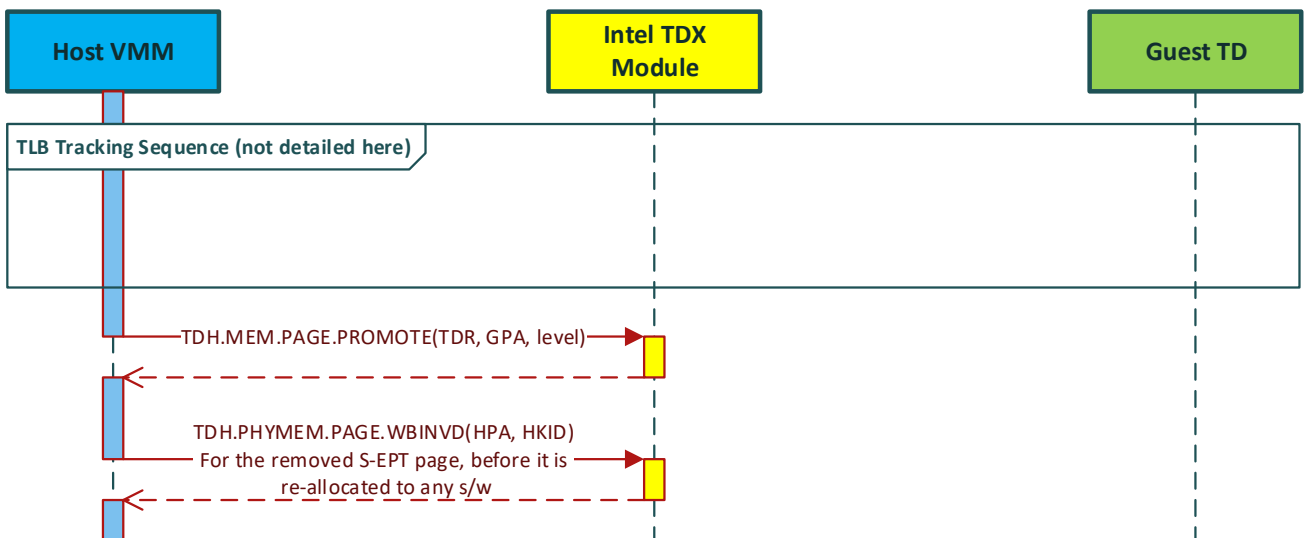 Host VMM
Intel TDX
Module
Guest TD
TLB Tracking Sequence (not detailed here)
TDH.MEM.PAGE.PROMOTE(TDR, GPA, level)
TDH.PHYMEM.PAGE.WBINVD(HPA, HKID)
For the removed S-EPT page, before it is
re-allocated to any s/w